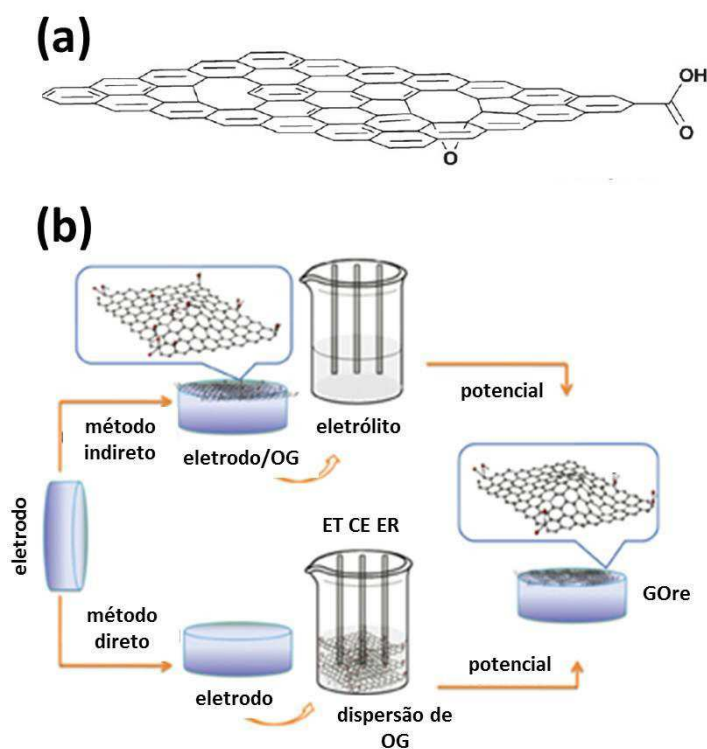 (a)
OH
O
O
(b)
método
indireto
eletrodo/OG
eletrólito
potencial
eletrodo
ET CE ER
GOre
método
direto
eletrodo
dispersão de
OG
potencial